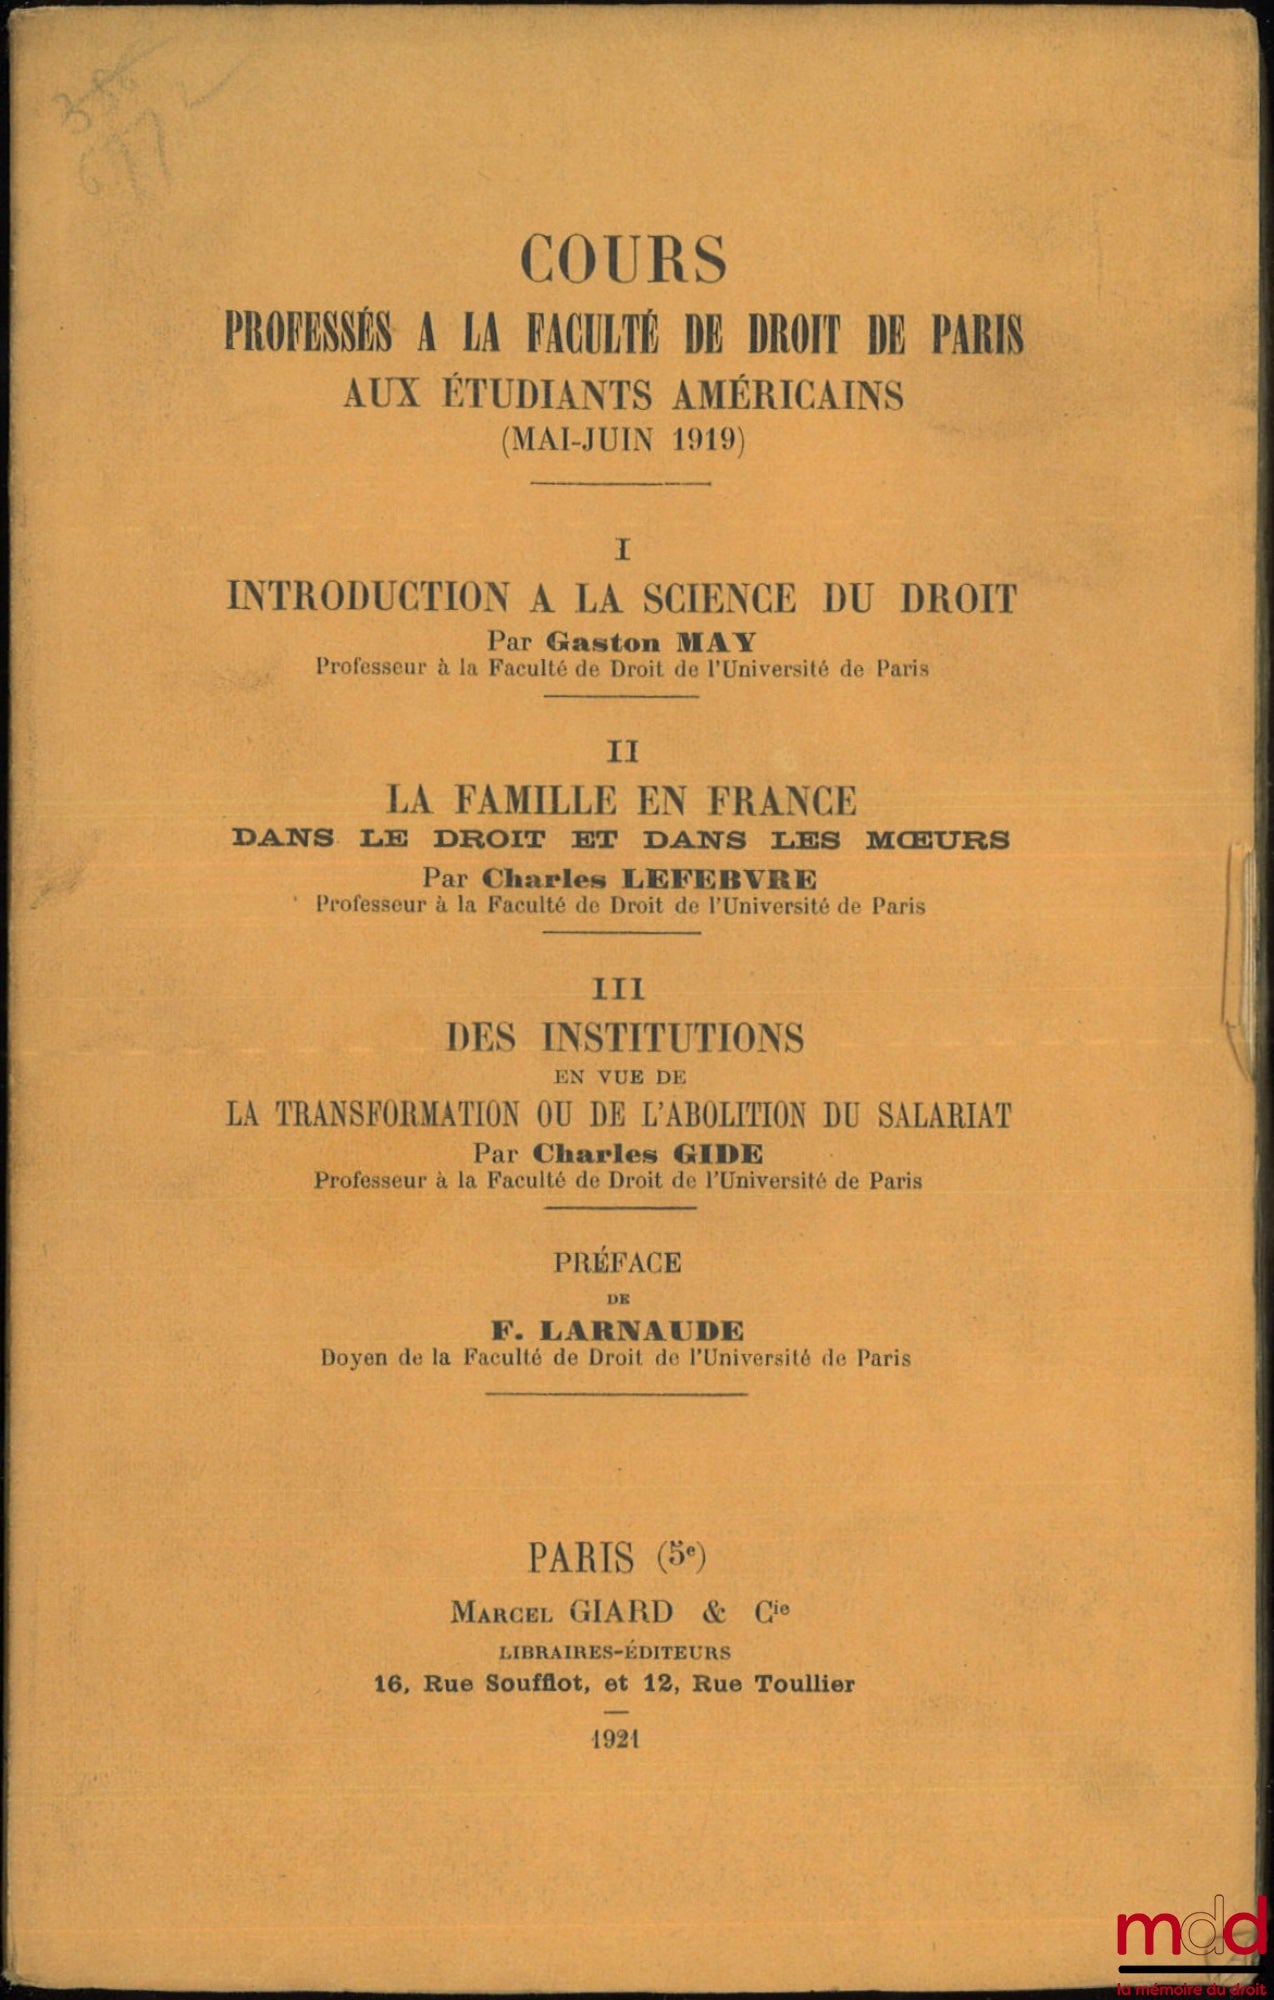 COURS
PROFESSÉS A LA FACULTÉ DE DROIT DE PARIS
AUX ÉTUDIANTS AMÉRICAINS
(MAI-JUIN 1919)
I
INTRODUCTION A LA SCIENCE DU DROIT
Par Gaston MAY
Professeur à la Faculté de Droit de l'Université de Paris
II
LA FAMILLE EN FRANCE
DANS LE DROIT ET DANS LES MŒURS
Par Charles LEFEBVRE
Professeur à la Faculté de Droit de l'Université de Paris
III
DES INSTITUTIONS
EN VUE DE
LA TRANSFORMATION OU DE L'ABOLITION DU SALARIAT
Par Charles GIDE
Professeur à la Faculté de Droit de l'Université de Paris
PRÉFACE
DE
F. LARNAUDE
Doyen de la Faculté de Droit de l'Université de Paris
PARIS (5e)
MARCEL GIARD & Cie
LIBRAIRES-ÉDITEURS
16, Rue Soufflot, et 12, Rue Toullier
1921
mdd
la mémoire du droit